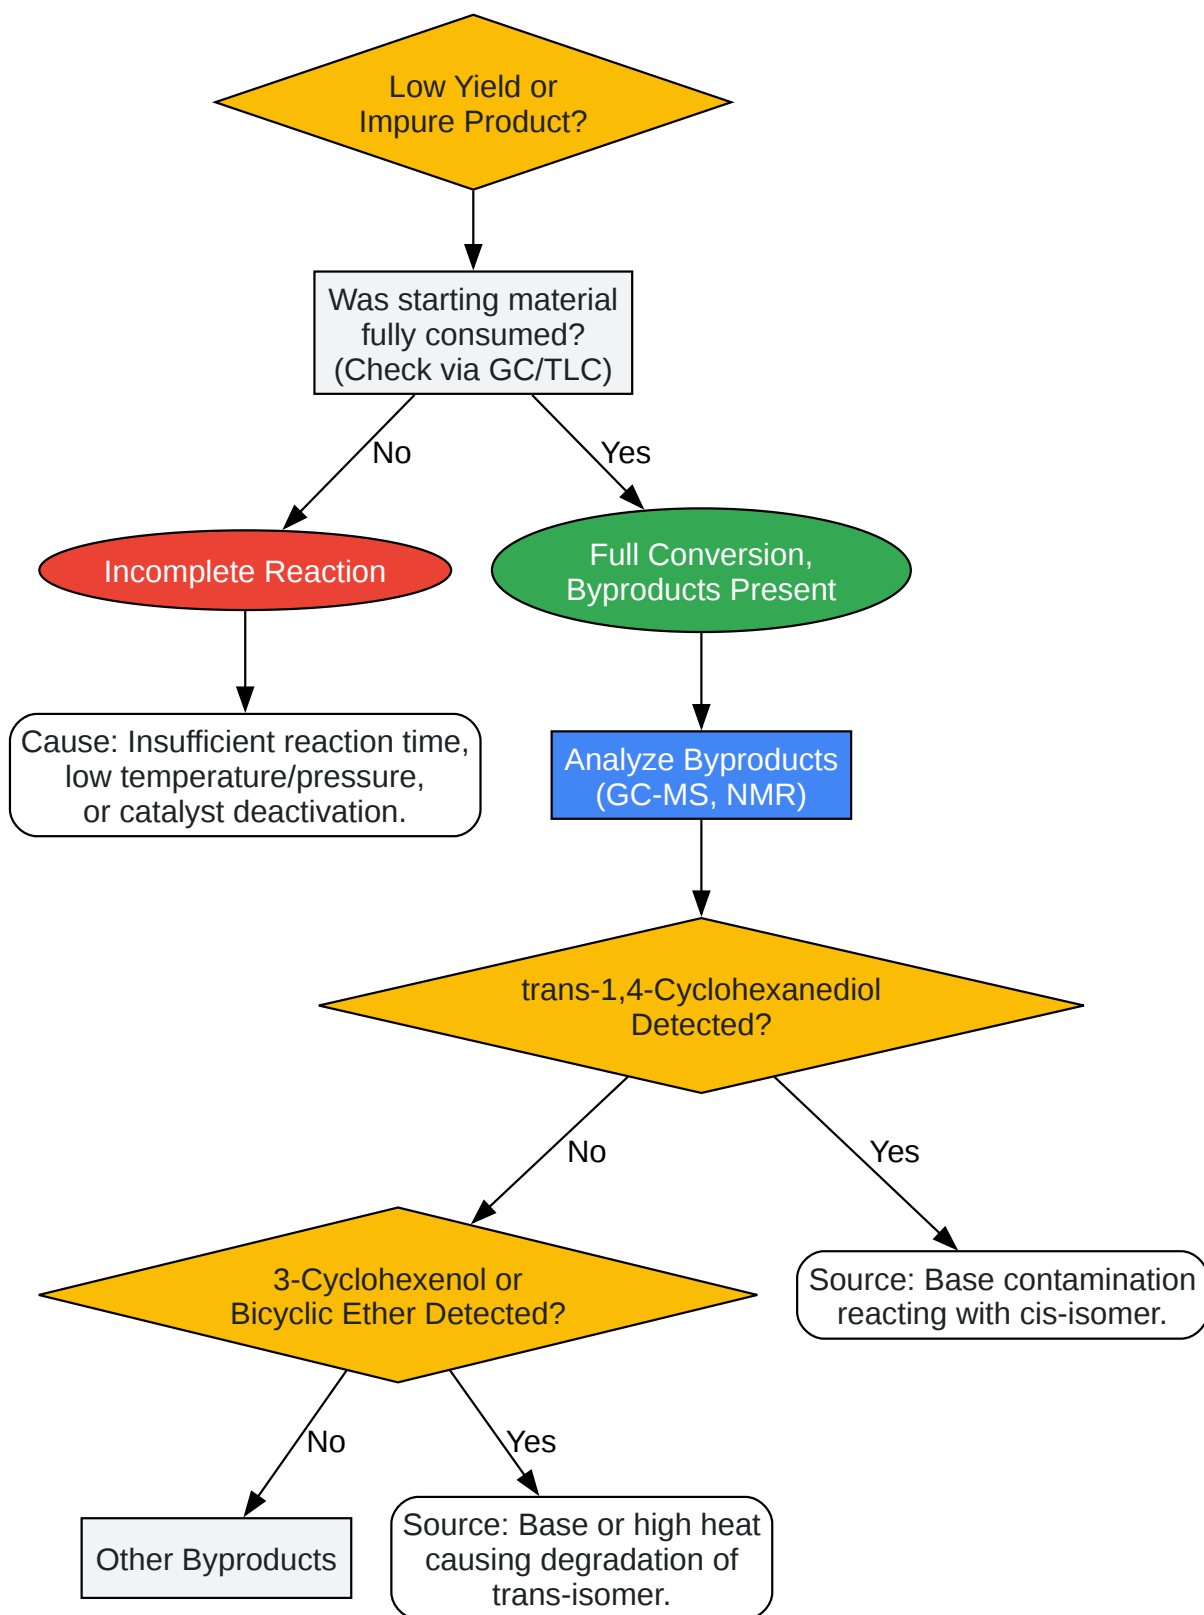 Low Yield or
Impure Product?
Was starting material
fully consumed?
(Check via GC/TLC)
No
Yes
Incomplete Reaction
Full Conversion,
Byproducts Present
Cause: Insufficient reaction time,
low temperature/pressure,
or catalyst deactivation.
Analyze Byproducts
(GC-MS, NMR)
trans-1,4-Cyclohexanediol
Detected?
No
Yes
3-Cyclohexenol or
Bicyclic Ether Detected?
Source: Base contamination
reacting with cis-isomer.
No
Yes
Other Byproducts
Source: Base or high heat
causing degradation of
trans-isomer.